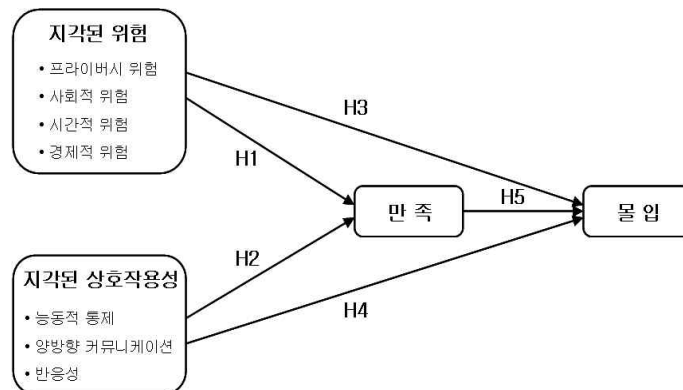 지각된 위험
• 프라이버시 위험
• 사회적 위험
• 시간적 위험
• 경제적 위험
H3
H1
만 족
H5
몰 입
H2
H4
지각된 상호작용성
• 능동적 통제
• 양방향 커뮤니케이션
• 반응성